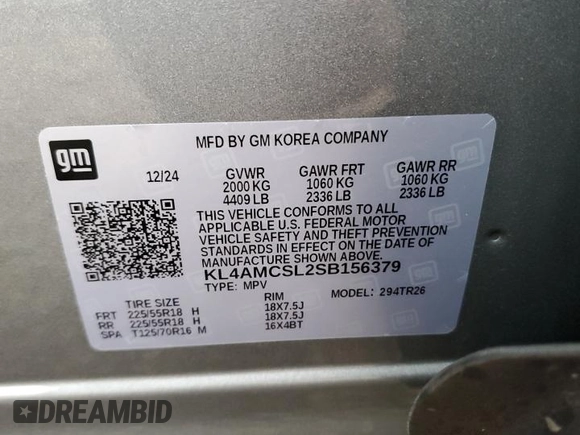 gm
MFD BY GM KOREA COMPANY
12/24 GVWR GAWR FRT GAWR RR
2000 KG 1060 KG 1060 KG
4409 LB 2336 LB 2336 LB
THIS VEHICLE CONFORMS TO ALL
APPLICABLE U.S. FEDERAL MOTOR
VEHICLE SAFETY AND THEFT PREVENTION
STANDARDS IN EFFECT ON THE DATE OF
MANUFACTURE SHOWN ABOVE.
KL4AMCSL2SB156379
TYPE: MPV MODEL: 294TR26
TIRE SIZE RIM
FRT 225/55R18 H 18X7.5J
RR 225/55R18 H 18X7.5J
SPA T125/70R16 M 16X4BT
DREAMBID